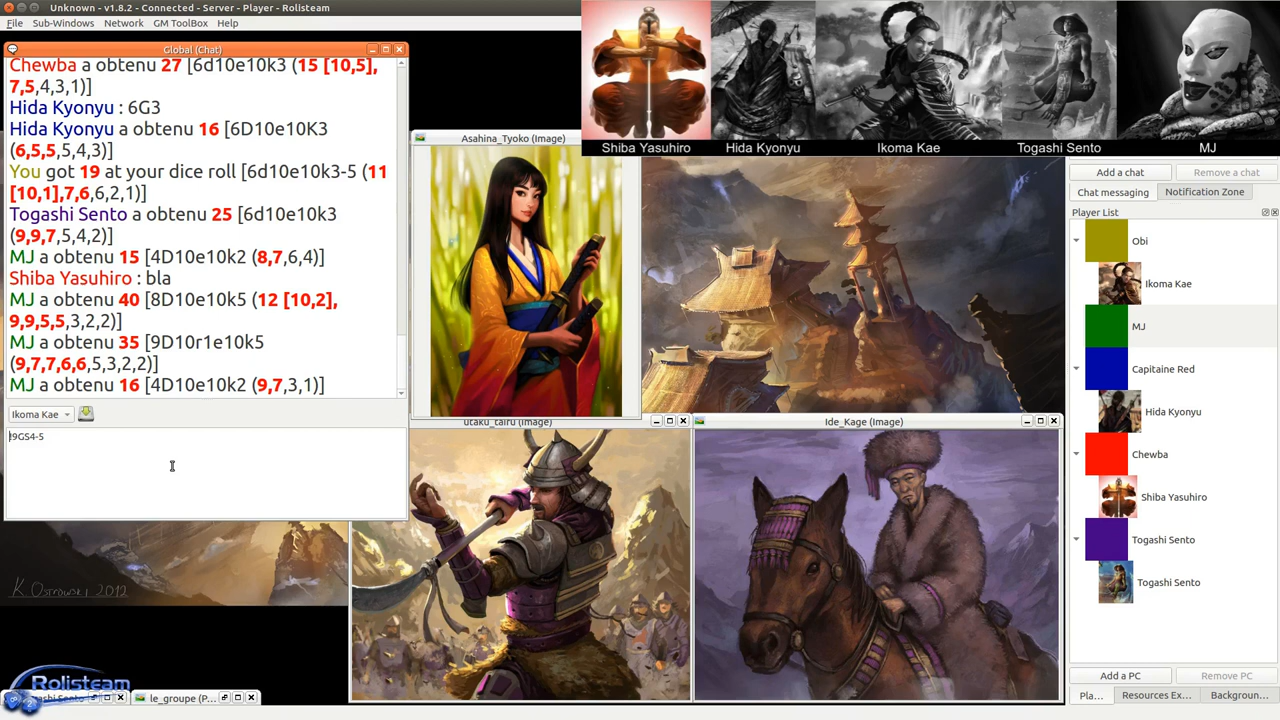 Unknown - v1.8.2 - Connected - Server - Player - Rolisteam
File Sub-Windows Network GM ToolBox Help
Global (Chat)
Chewba a obtenu 27 [6d10e10k3 (15 [10,5],
7,5,4,3,1)]
Hida Kyonyu : 6G3
Hida Kyonyu a obtenu 16 [6D10e10K3
(6,5,5,5,4,3)]
You got 19 at your dice roll [6d10e10k3-5 (11
[10,1],7,6,6,2,1)]
Togashi Sento a obtenu 25 [6d10e10k3
(9,9,7,5,4,2)]
MJ a obtenu 15 [4D10e10k2 (8,7,6,4)]
Shiba Yasuhiro : bla
MJ a obtenu 40 [8D10e10k5 (12 [10,2],
9,9,5,5,3,2,2)]
MJ a obtenu 35 [9D10r1e10k5
(9,7,7,6,6,5,3,2,2)]
MJ a obtenu 16 [4D10e10k2 (9,7,3,1)]
Ikoma Kae
!9GS4-5
Asahina_Tyoko (Image)
utaku_tairu (Image)
Ide_Kage (Image)
Shiba Yasuhiro
Hida Kyonyu
Ikoma Kae
Togashi Sento
MJ
Add a chat
Remove a chat
Chat messaging
Notification Zone
Player List
Obi
Ikoma Kae
MJ
Capitaine Red
Hida Kyonyu
Chewba
Shiba Yasuhiro
Togashi Sento
Togashi Sento
Add a PC
Remove PC
Pla...
Resources Ex...
Backgroun...
K Ostrowski 2012
Rolisteam
le_groupe (P...